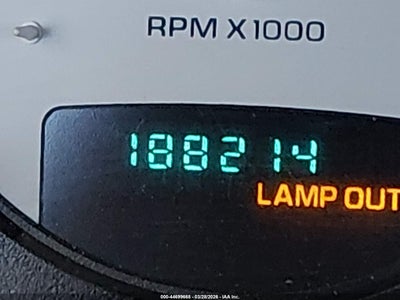 RPM X1000
188214
LAMP OUT
000-44699668 - 03/28/2026 - IAA Inc.